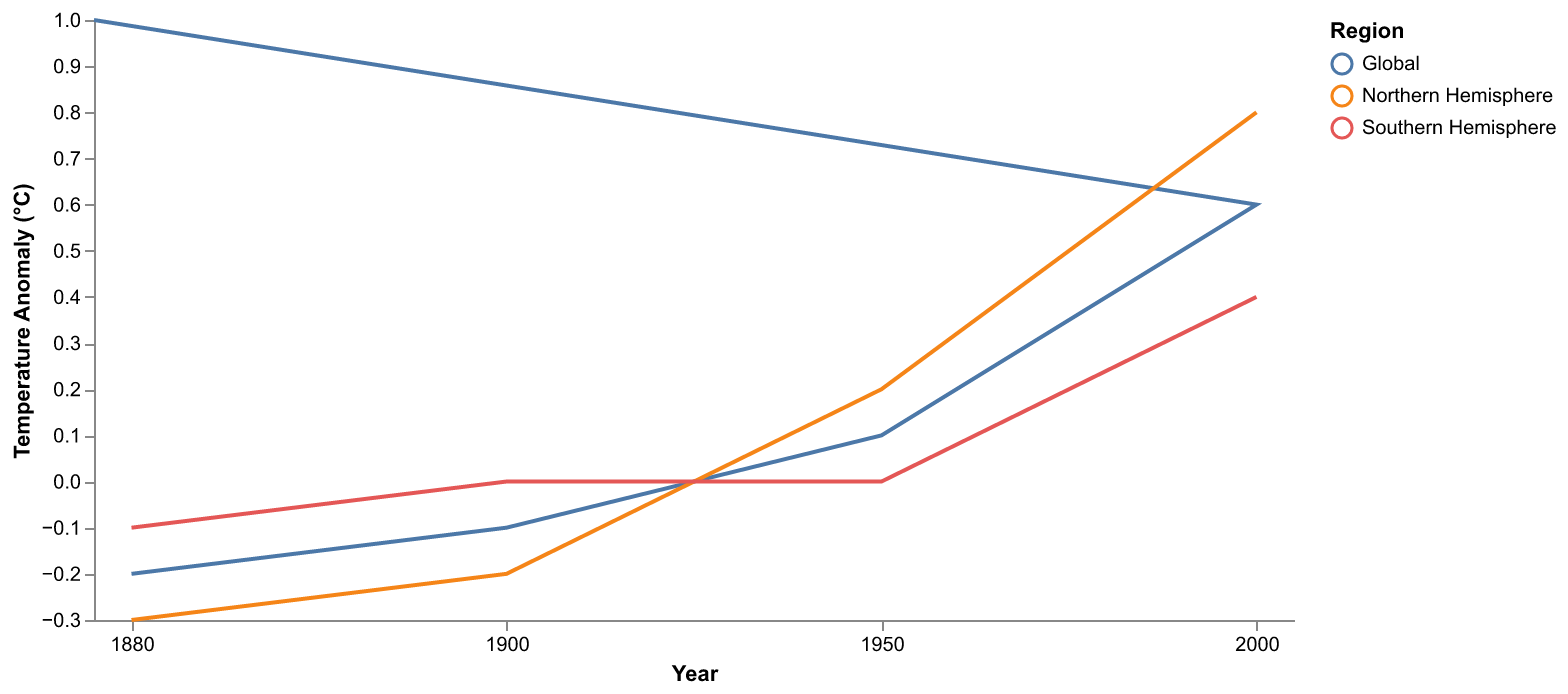 1.0
0.9
0.8
0.7
0.6
0.5
0.4
0.3
0.2
0.1
0.0
−0.1
−0.2
−0.3
Temperature Anomaly (°C)
1880 1900 1950 2000
Year
Region
Global
Northern Hemisphere
Southern Hemisphere